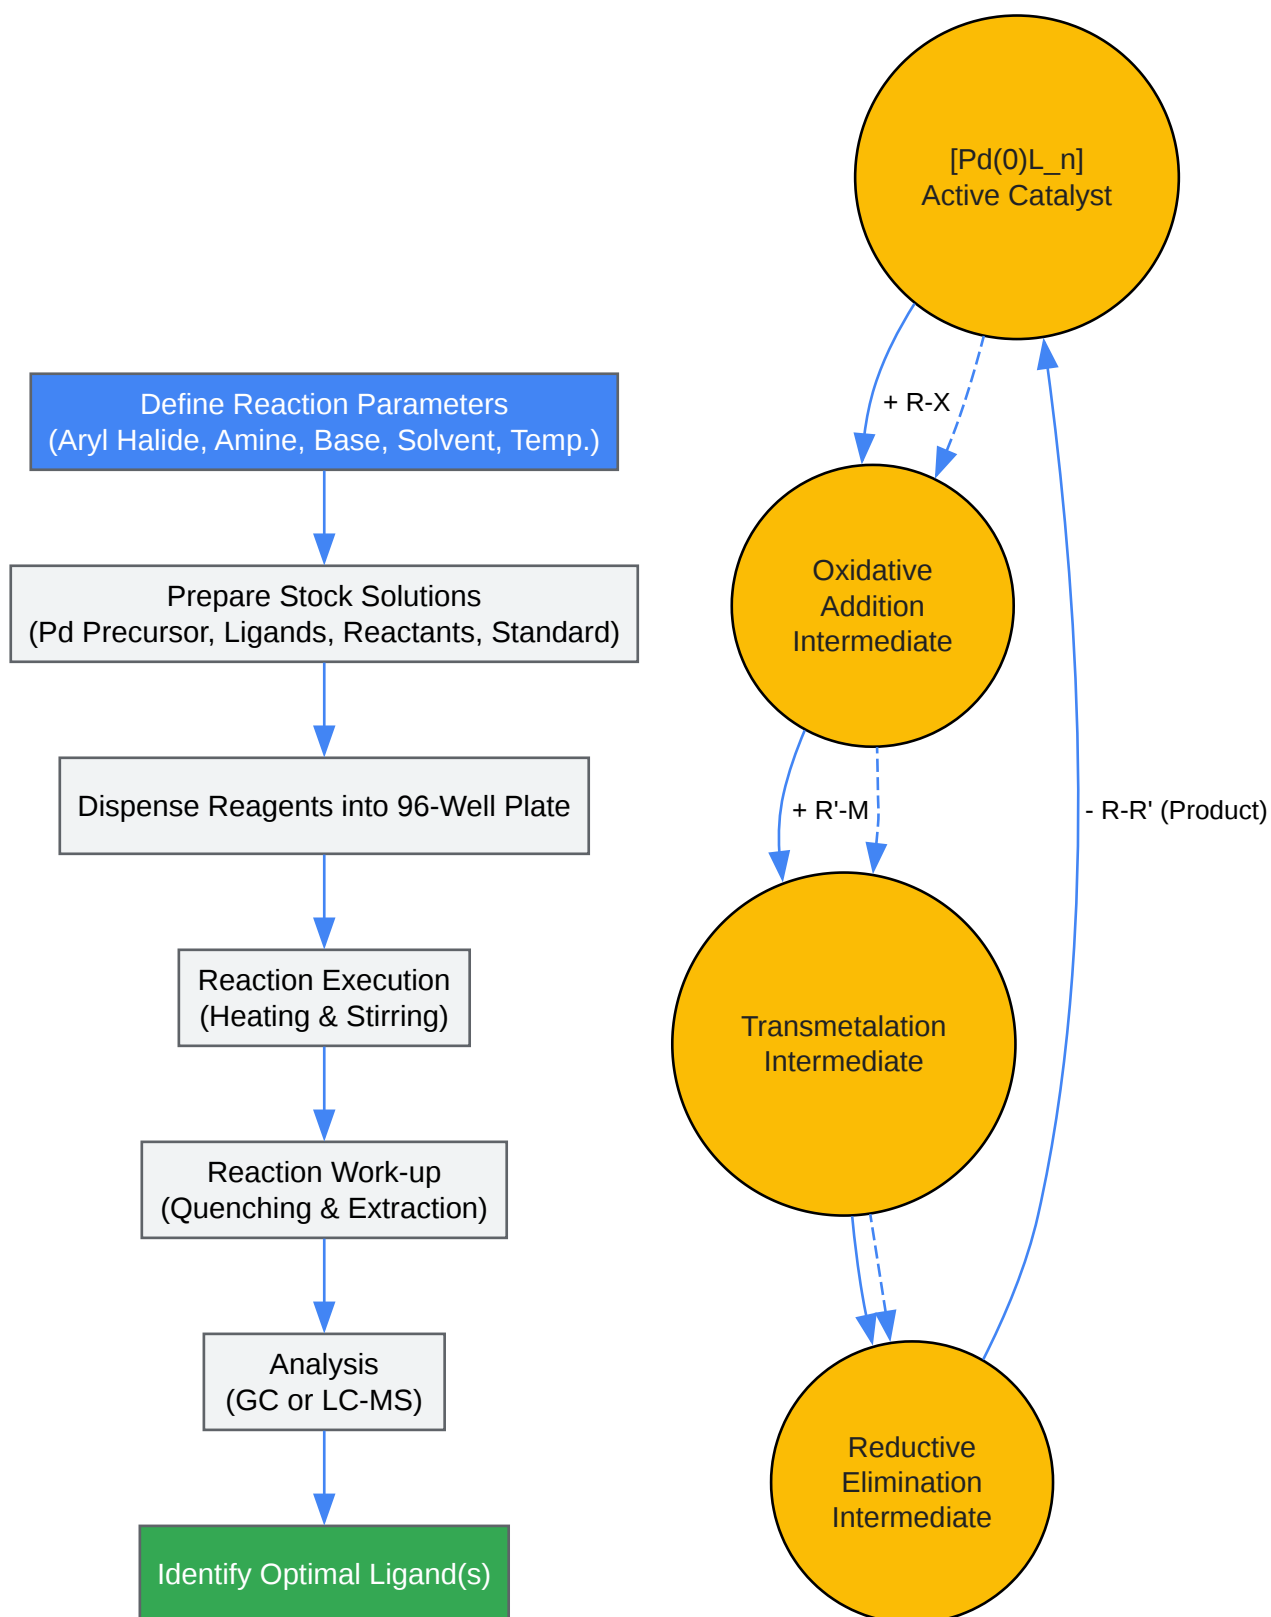 Define Reaction Parameters
(Aryl Halide, Amine, Base, Solvent, Temp.)
Prepare Stock Solutions
(Pd Precursor, Ligands, Reactants, Standard)
Dispense Reagents into 96-Well Plate
Reaction Execution
(Heating & Stirring)
Reaction Work-up
(Quenching & Extraction)
Analysis
(GC or LC-MS)
Identify Optimal Ligand(s)
[Pd(0)L_n]
Active Catalyst
+ R-X
Oxidative
Addition
Intermediate
+ R'-M
- R-R' (Product)
Transmetalation
Intermediate
Reductive
Elimination
Intermediate